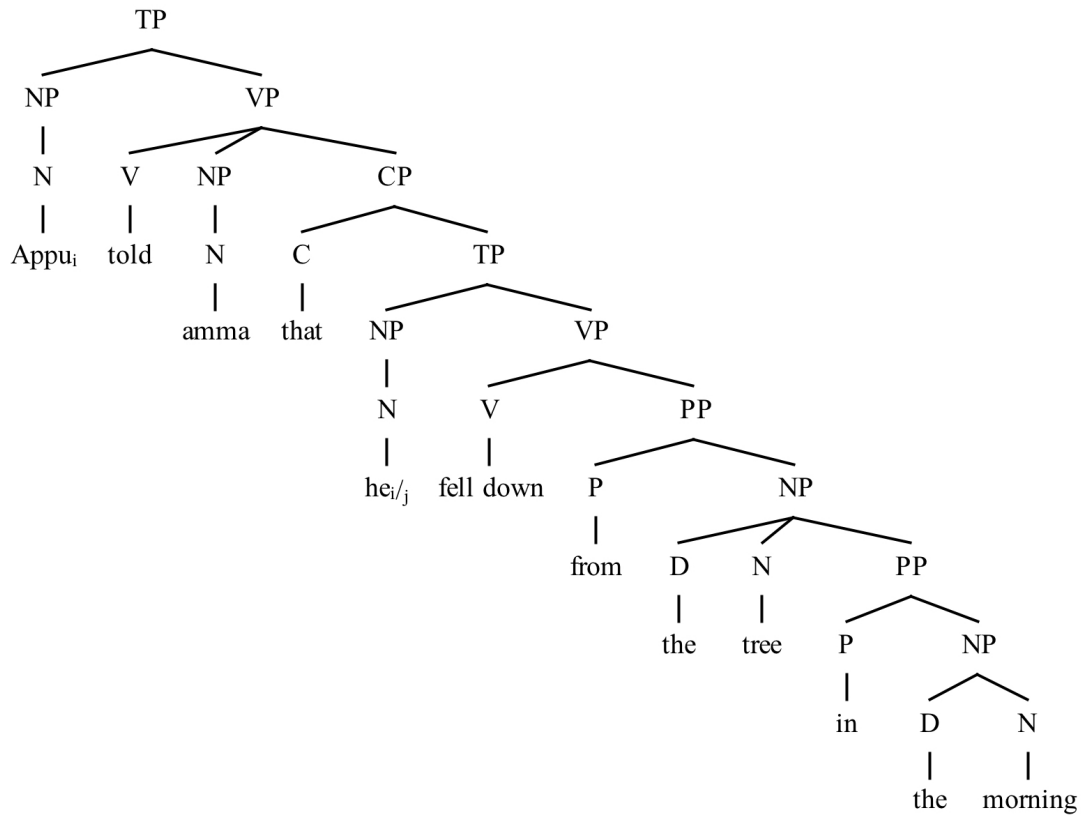 TP
NP VP
N V NP CP
Appuᵢ told N C TP
amma that NP VP
N V PP
heᵢ/ⱼ fell down P NP
from D N PP
the tree P NP
in D N
the morning